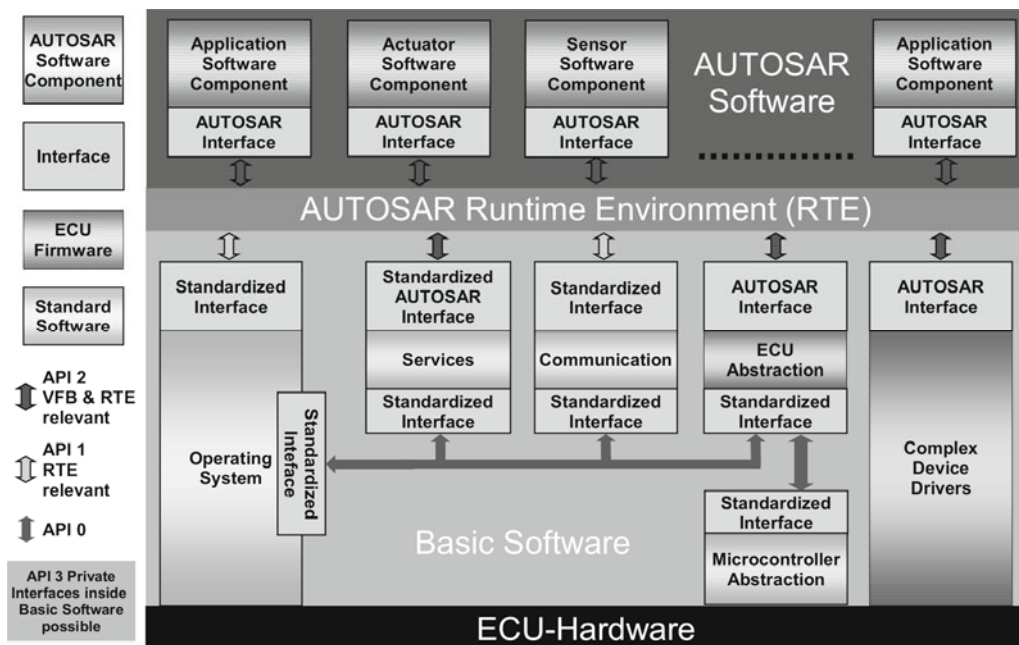 AUTOSAR
Software
Component
Interface
ECU
Firmware
Standard
Software
API 2
VFB & RTE
relevant
API 1
RTE
relevant
API 0
API 3 Private
Interfaces inside
Basic Software
possible
Application
Software
Component
AUTOSAR
Interface
Actuator
Software
Component
AUTOSAR
Interface
Sensor
Software
Component
AUTOSAR
Interface
AUTOSAR
Software
Application
Software
Component
AUTOSAR
Interface
AUTOSAR Runtime Environment (RTE)
Standardized
Interface
Operating
System
Standardized
Inteface
Standardized
AUTOSAR
Interface
Services
Standardized
Interface
Standardized
Interface
Communication
Standardized
Interface
AUTOSAR
Interface
ECU
Abstraction
Standardized
Interface
Standardized
Interface
Microcontroller
Abstraction
AUTOSAR
Interface
Complex
Device
Drivers
Basic Software
ECU-Hardware